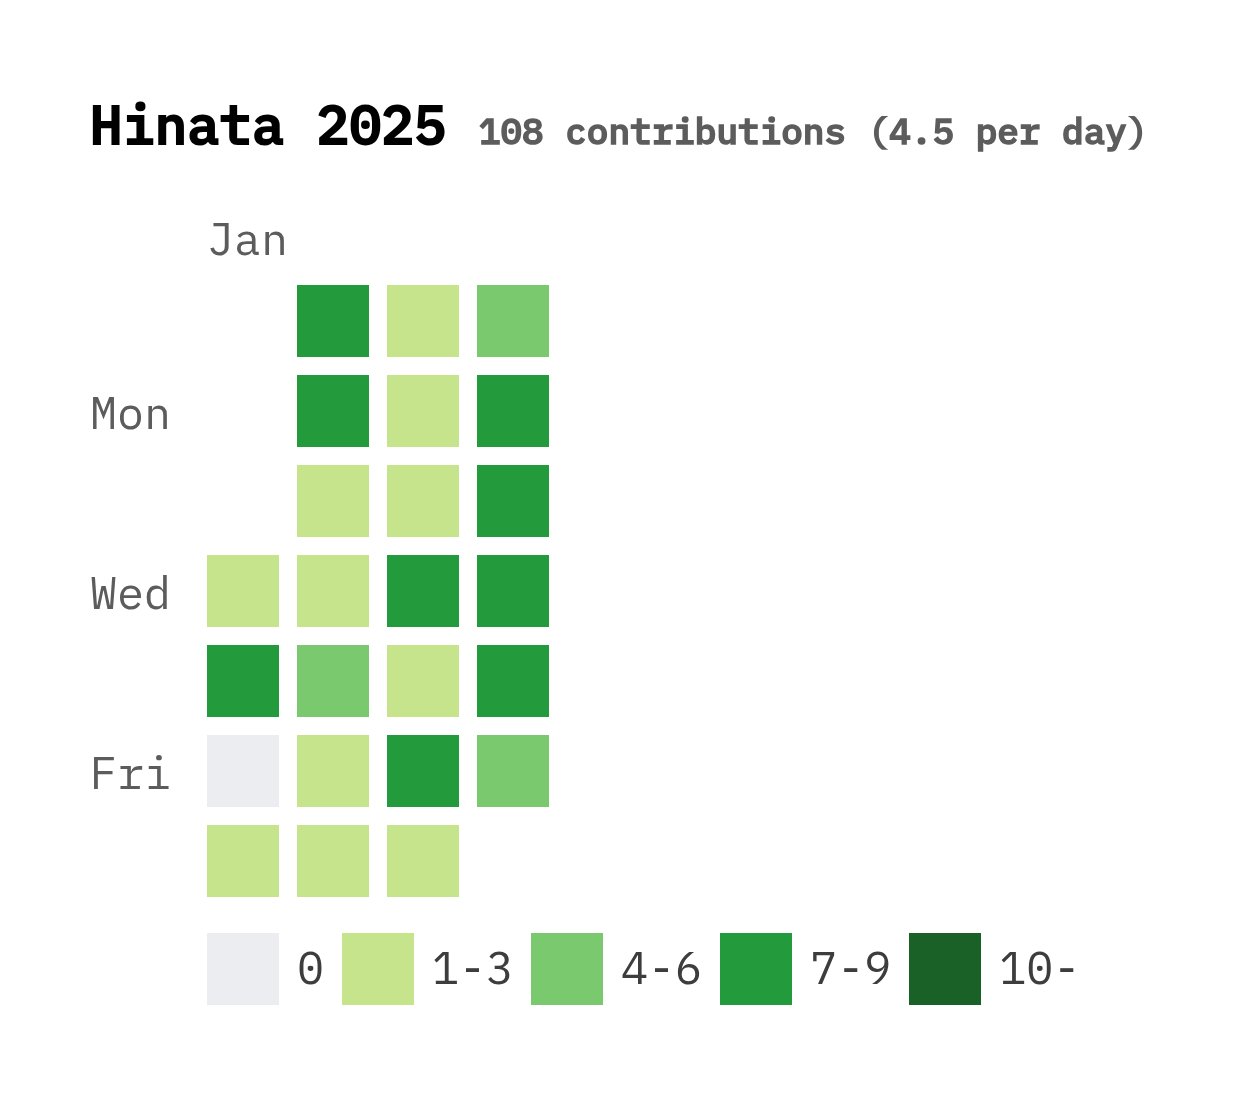 Hinata 2025 108 contributions (4.5 per day)
Jan
Mon
Wed
Fri
0 1-3 4-6 7-9 10-